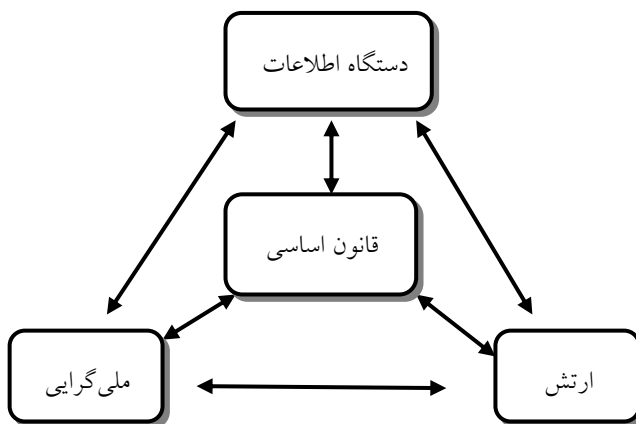 دستگاه اطلاعات
قانون اساسی
ارتش
ملی‌گرایی